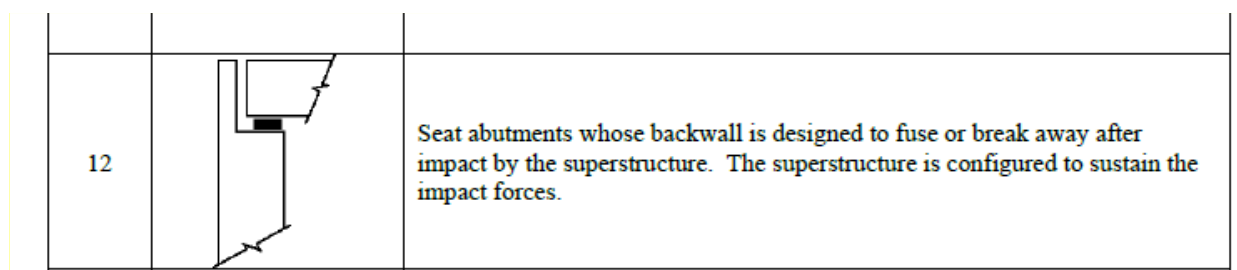 12
Seat abutments whose backwall is designed to fuse or break away after
impact by the superstructure. The superstructure is configured to sustain the
impact forces.